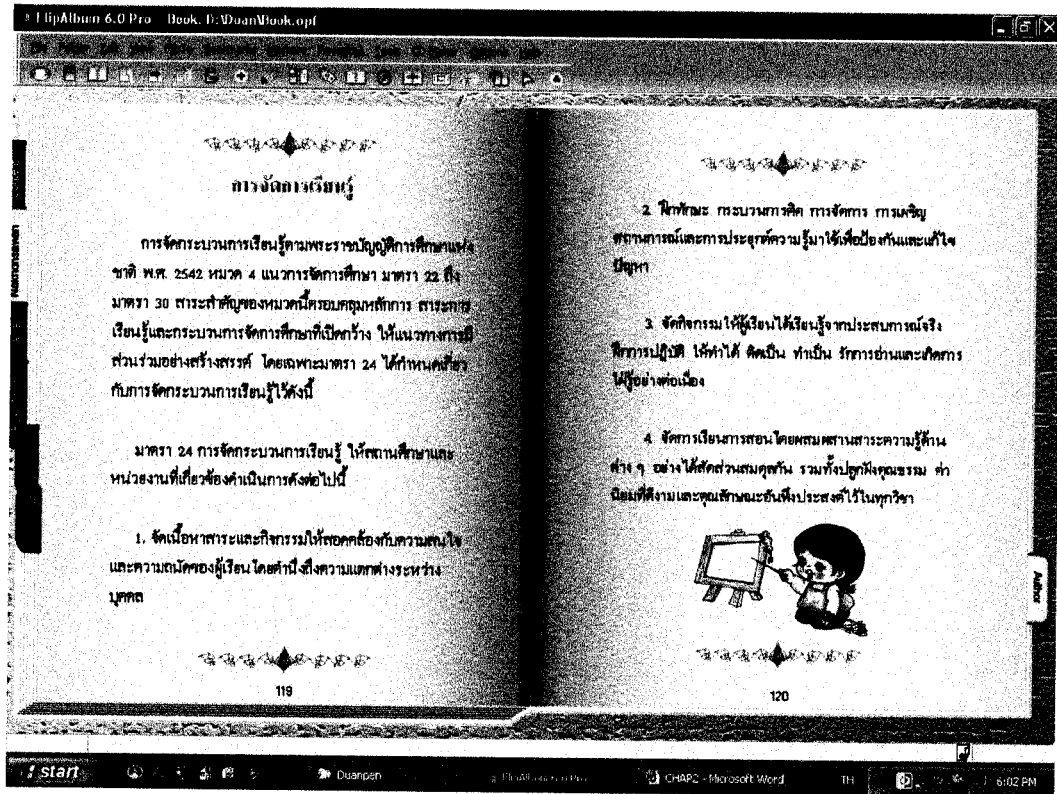 FlipAlbum 6.0 Pro Book. D:\Duan\Book.opf
การจัดการเรียนรู้
การจัดกระบวนการเรียนรู้ตามพระราชบัญญัติการศึกษาแห่ง
ชาติ พ.ศ. 2542 หมวด 4 แนวการจัดการศึกษา มาตรา 22 ถึง
มาตรา 30 สาระสำคัญของหมวดนี้ครอบคลุมหลักการ สาระการ
เรียนรู้และกระบวนการจัดการศึกษาที่เปิดกว้าง ให้แนวทางการมี
ส่วนร่วมอย่างสร้างสรรค์ โดยเฉพาะมาตรา 24 ได้กำหนดเกี่ยว
กับการจัดกระบวนการเรียนรู้ไว้ดังนี้
มาตรา 24 การจัดกระบวนการเรียนรู้ ให้สถานศึกษาและ
หน่วยงานที่เกี่ยวข้องดำเนินการดังต่อไปนี้
1. จัดเนื้อหาสาระและกิจกรรมให้สอดคล้องกับความสนใจ
และความถนัดของผู้เรียน โดยคำนึงถึงความแตกต่างระหว่าง
บุคคล
119
2. ฝึกทักษะ กระบวนการคิด การจัดการ การเผชิญ
สถานการณ์และการประยุกต์ความรู้มาใช้เพื่อป้องกันและแก้ไข
ปัญหา
3. จัดกิจกรรมให้ผู้เรียนได้เรียนรู้จากประสบการณ์จริง
ฝึกการปฏิบัติ ให้ทำได้ คิดเป็น ทำเป็น รักการอ่านและเกิดการ
ใฝ่รู้อย่างต่อเนื่อง
4. จัดการเรียนการสอนโดยผสมผสานสาระความรู้ด้าน
ต่าง ๆ อย่างได้สัดส่วนสมดุลกัน รวมทั้งปลูกฝังคุณธรรม ค่า
นิยมที่ดีงามและคุณลักษณะอันพึงประสงค์ไว้ในทุกวิชา
120
Author
start
Duanpen
FlipAlbum 6.0 Pro
CHAP2 - Microsoft Word
TH
6:02 PM